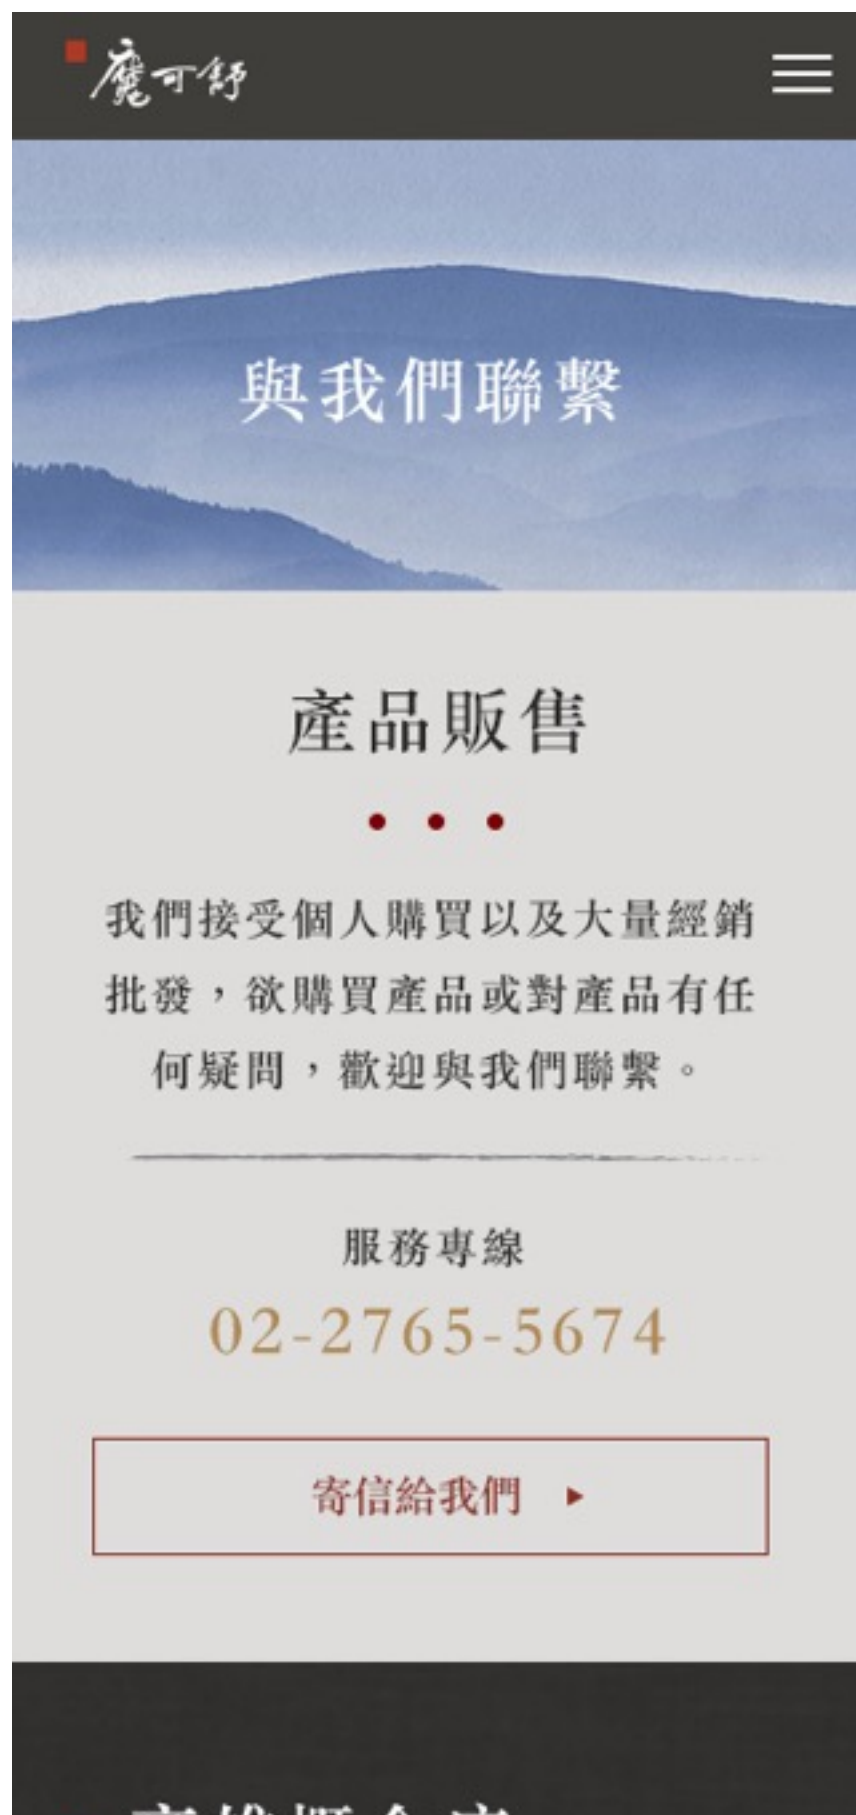 魔可舒
與我們聯繫
產品販售
我們接受個人購買以及大量經銷
批發，欲購買產品或對產品有任
何疑問，歡迎與我們聯繫。
服務專線
02-2765-5674
寄信給我們